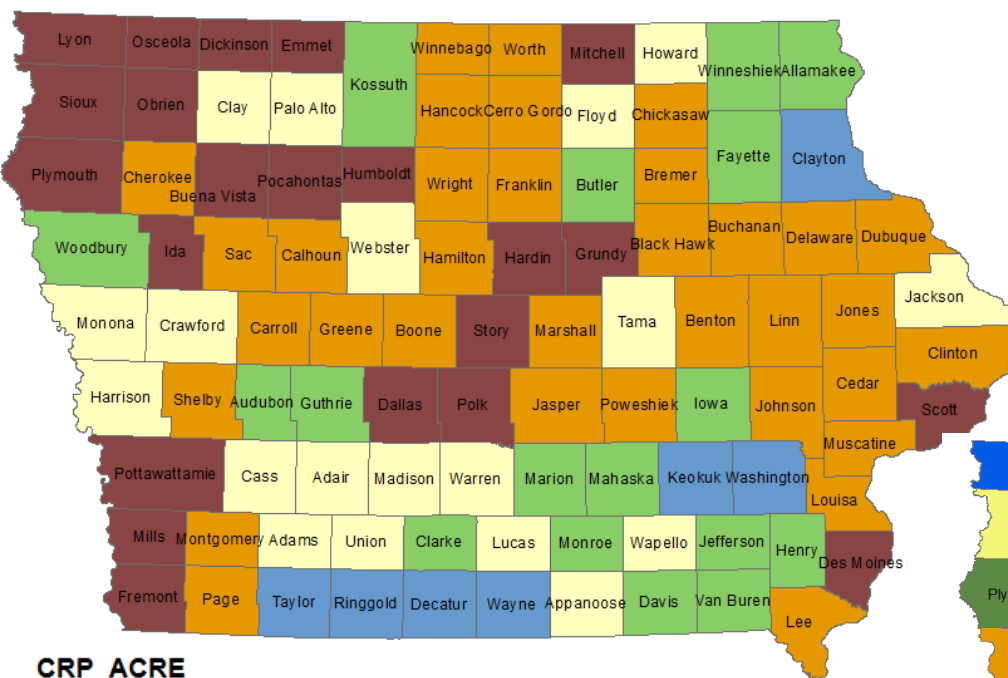 Lyon
Osceola
Dickinson
Emmet
Kossuth
Winnebago
Worth
Mitchell
Howard
Winneshiek
Allamakee
Sioux
Obrien
Clay
Palo Alto
Hancock
Cerro Gordo
Floyd
Chickasaw
Fayette
Clayton
Plymouth
Cherokee
Buena Vista
Pocahontas
Humboldt
Wright
Franklin
Butler
Bremer
Woodbury
Ida
Sac
Calhoun
Webster
Hamilton
Hardin
Grundy
Black Hawk
Buchanan
Delaware
Dubuque
Monona
Crawford
Carroll
Greene
Boone
Story
Marshall
Tama
Benton
Linn
Jones
Jackson
Clinton
Harrison
Shelby
Audubon
Guthrie
Dallas
Polk
Jasper
Poweshiek
Iowa
Johnson
Cedar
Scott
Muscatine
Pottawattamie
Cass
Adair
Madison
Warren
Marion
Mahaska
Keokuk
Washington
Louisa
Mills
Montgomery
Adams
Union
Clarke
Lucas
Monroe
Wapello
Jefferson
Henry
Des Moines
Fremont
Page
Taylor
Ringgold
Decatur
Wayne
Appanoose
Davis
Van Buren
Lee
Ply
CRP ACRE